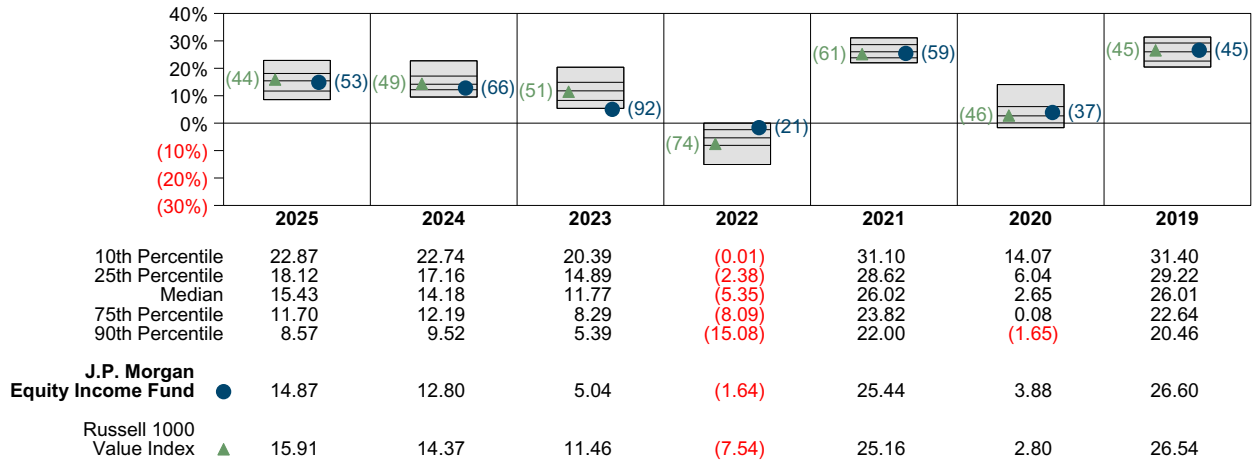 40%
30%
20%
10%
0%
(10%)
(20%)
(30%)
(44) (53) (49) (66) (51) (92) (74) (21) (61) (59) (46) (37) (45) (45)
2025 2024 2023 2022 2021 2020 2019
10th Percentile 22.87 22.74 20.39 (0.01) 31.10 14.07 31.40
25th Percentile 18.12 17.16 14.89 (2.38) 28.62 6.04 29.22
Median 15.43 14.18 11.77 (5.35) 26.02 2.65 26.01
75th Percentile 11.70 12.19 8.29 (8.09) 23.82 0.08 22.64
90th Percentile 8.57 9.52 5.39 (15.08) 22.00 (1.65) 20.46
J.P. Morgan
Equity Income Fund 14.87 12.80 5.04 (1.64) 25.44 3.88 26.60
Russell 1000
Value Index 15.91 14.37 11.46 (7.54) 25.16 2.80 26.54